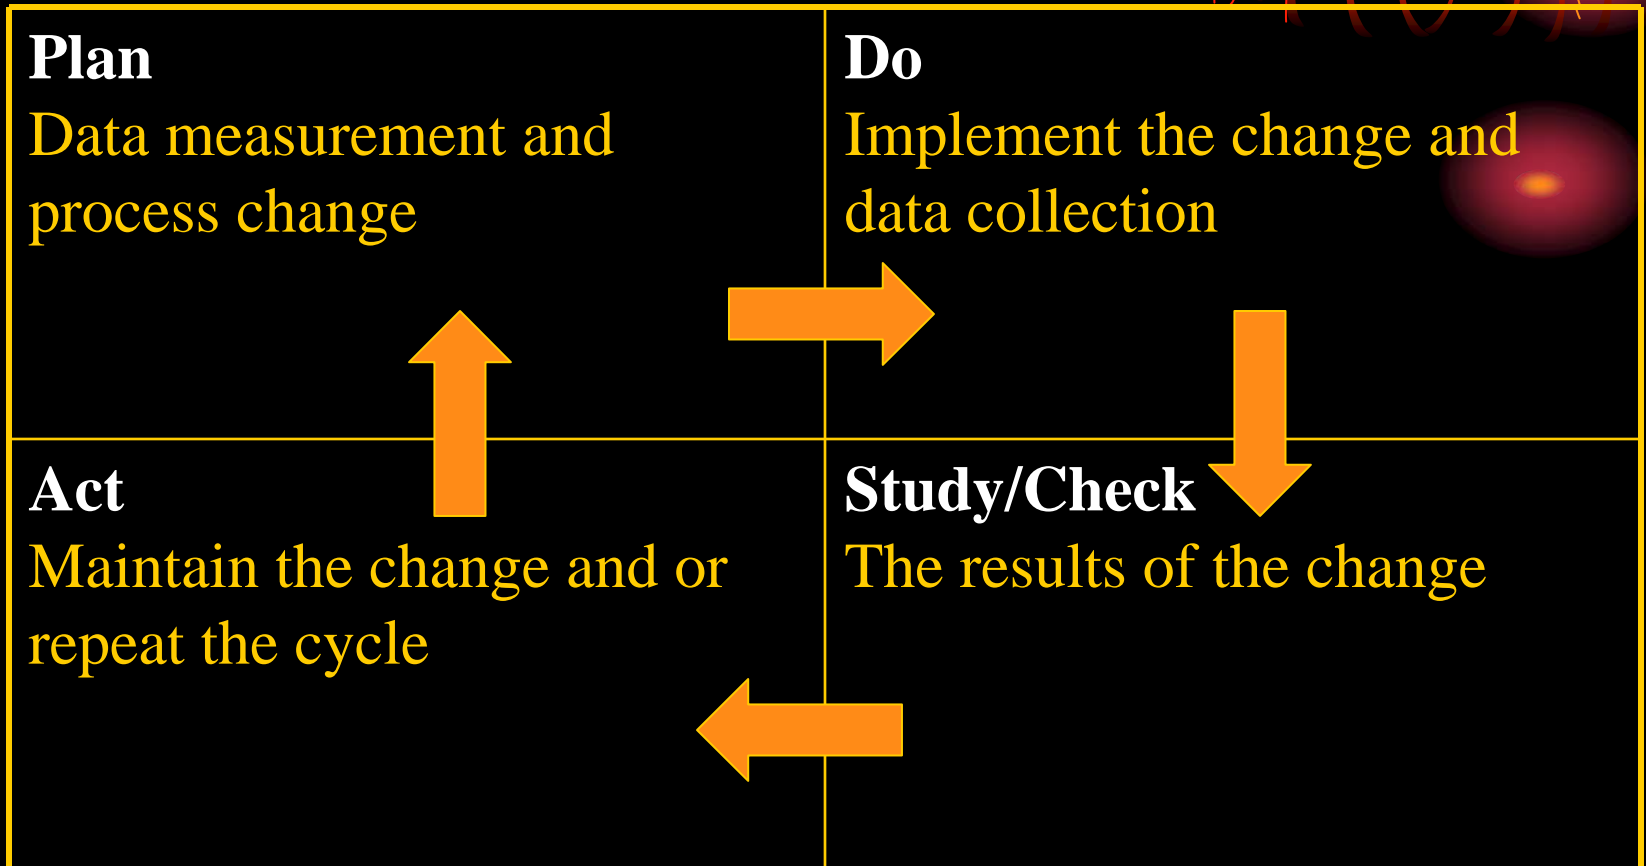 Plan
Data measurement and
process change
Do
Implement the change and
data collection
Act
Maintain the change and or
repeat the cycle
Study/Check
The results of the change